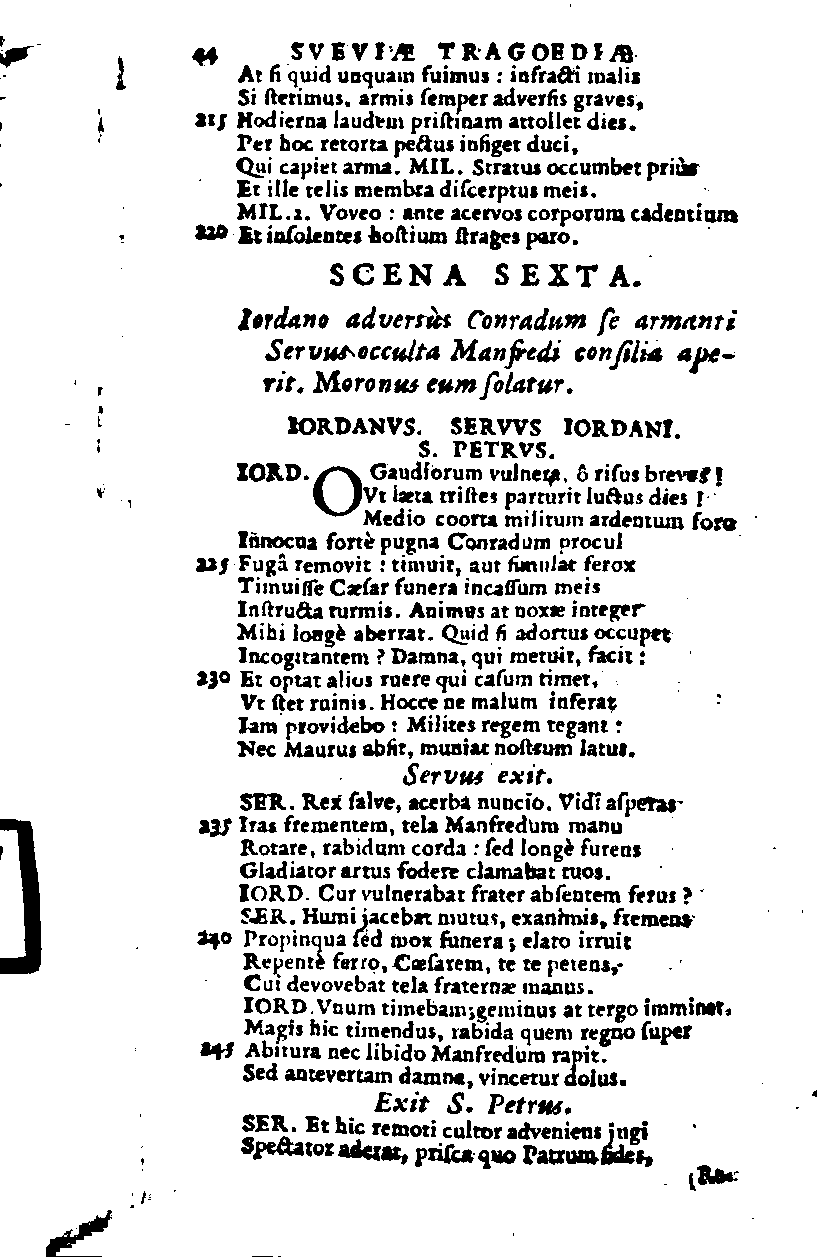 44 SVEVIÆ TRAGOEDIÆ
At ſi quid unquam fuimus : infracti malis
Si ſterimus, armis ſemper adverſis graves,
215 Hodierna laudem priſtinam attollet dies.
Per hoc retorta pectus infiget duci,
Qui capiet arma. MIL. Stratus occumbet priùs
Et ille telis membra diſcerptus meis.
MIL.2. Voveo : ante acervos corporum cadentium
220 Et inſolentes hoſtium ſtrages paro.
SCENA SEXTA.
Iordano adversùs Conradum ſe armanti
Servus occulta Manfredi conſilia ape-
rit. Moronus eum ſolatur.
IORDANVS. SERVVS IORDANI.
S. PETRVS.
IORD. O Gaudiorum vulnera, ô riſus breves !
Vt læta triſtes parturit luctus dies !
Medio coorta militum ardentum foro
Innocua fortè pugna Conradum procul
225 Fugâ removit : timuit, aut ſimulat ferox
Timuiſſe Cæſar funera incaſſum meis
Inſtructa turmis. Animus at noxæ integer
Mihi longè aberrat. Quid ſi adortus occupet
Incogitantem ? Damna, qui metuit, facit :
230 Et optat alius ruere qui caſum timet,
Vt ſtet ruinis. Hocce ne malum inferat
Iam providebo : Milites regem tegant :
Nec Maurus abſit, muniat noſtrum latus.
Servus exit.
SER. Rex ſalve, acerba nuncio. Vidi aſperas
235 Iras frementem, tela Manfredum manu
Rotare, rabidum corda : ſed longè furens
Gladiator artus fodere clamabat tuos.
IORD. Cur vulnerabat frater abſentem ferus ?
SER. Humi jacebat mutus, exanimis, fremens
240 Propinqua ſed mox funera ; elato irruit
Repentè ferro, Cæſarem, te te petens,
Cui devovebat tela fraternæ manus.
IORD. Vnum timebam; geminus at tergo imminet,
Magis hic timendus, rabida quem regno ſuper
245 Abitura nec libido Manfredum rapit.
Sed antevertam damna, vincetur dolus.
Exit S. Petrus.
SER. Et hic remoti cultor adveniens jugi
Spectator aderat, priſca quo Patrum fides,